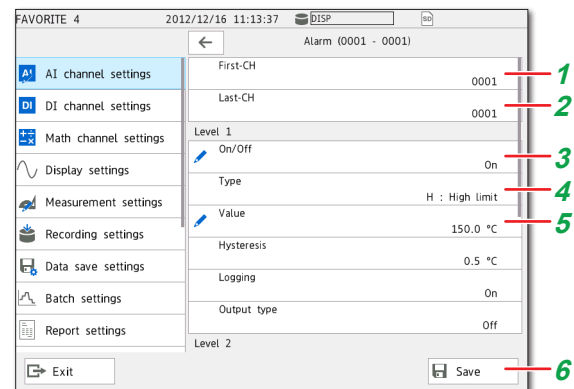 FAVORITE 4 2012/12/16 11:13:37 DISP SD
Alarm (0001 - 0001)
AI AI channel settings
DI DI channel settings
Math channel settings
Display settings
Measurement settings
Recording settings
Data save settings
Batch settings
Report settings
Exit
First-CH
0001 1
Last-CH
0001 2
Level 1
On/Off
On 3
Type
H : High limit 4
Value
150.0 °C 5
Hysteresis
0.5 °C
Logging
On
Output type
Off
Level 2
Save 6